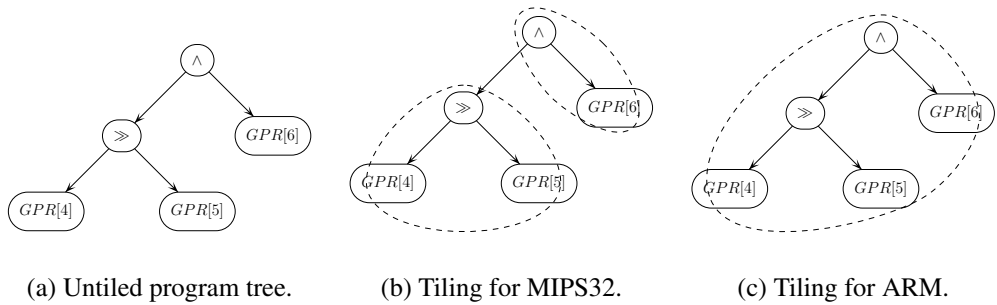 ∧
≫
GPR[6]
GPR[4]
GPR[5]
(a) Untiled program tree.
∧
≫
GPR[6]
GPR[4]
GPR[5]
(b) Tiling for MIPS32.
∧
≫
GPR[6]
GPR[4]
GPR[5]
(c) Tiling for ARM.